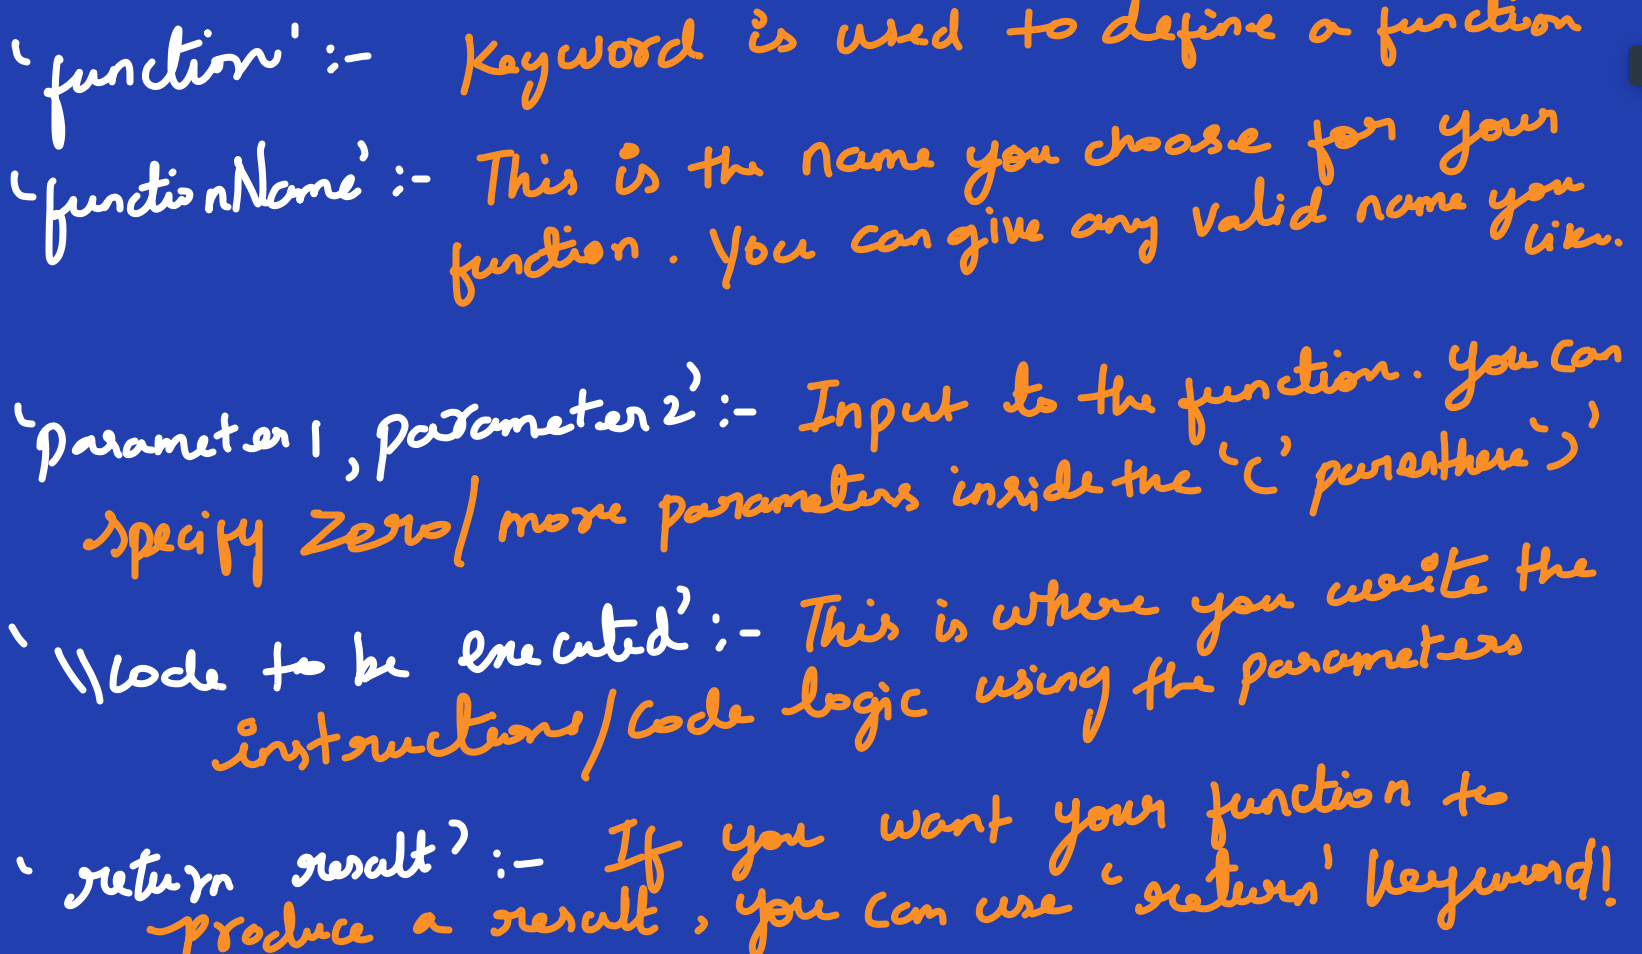 'function' :- Keyword is used to define a function
'functionName' :- This is the name you choose for your
function. You can give any valid name you
like.
'parameter1, parameter2' :- Input to the function. You can
specify zero/more parameters inside the '(' parenthese ')'
'\\code to be executed' :- This is where you write the
instructions/code logic using the parameters
'return result' :- If you want your function to
produce a result, you can use 'return' keyword!